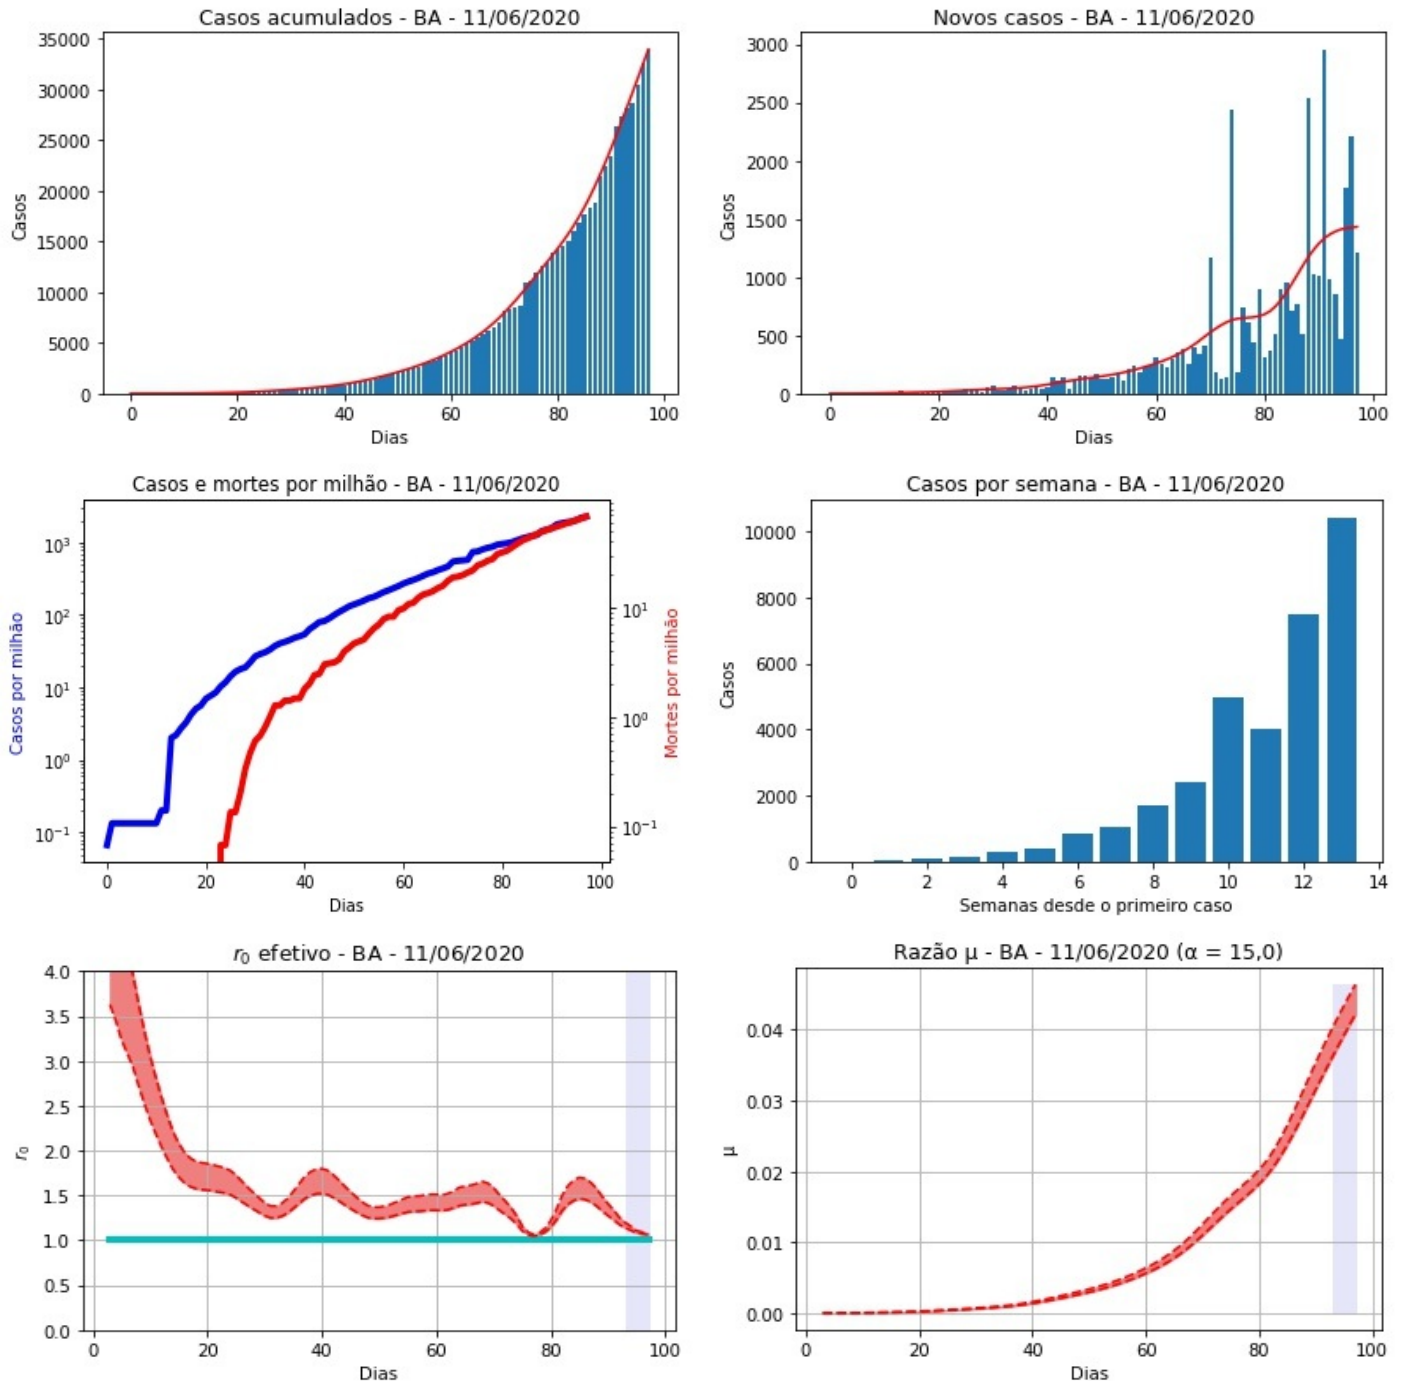 Casos acumulados - BA - 11/06/2020
35000
30000
25000
20000
15000
10000
5000
0
Casos
0 20 40 60 80 100
Dias
Novos casos - BA - 11/06/2020
3000
2500
2000
1500
1000
500
0
Casos
0 20 40 60 80 100
Dias
Casos e mortes por milhão - BA - 11/06/2020
10³
10²
10¹
10⁰
10⁻¹
Casos por milhão
10¹
10⁰
10⁻¹
Mortes por milhão
0 20 40 60 80 100
Dias
Casos por semana - BA - 11/06/2020
10000
8000
6000
4000
2000
0
Casos
0 2 4 6 8 10 12 14
Semanas desde o primeiro caso
r₀ efetivo - BA - 11/06/2020
4.0
3.5
3.0
2.5
2.0
1.5
1.0
0.5
0.0
r₀
0 20 40 60 80 100
Dias
Razão μ - BA - 11/06/2020 (α = 15,0)
0.04
0.03
0.02
0.01
0.00
μ
0 20 40 60 80 100
Dias